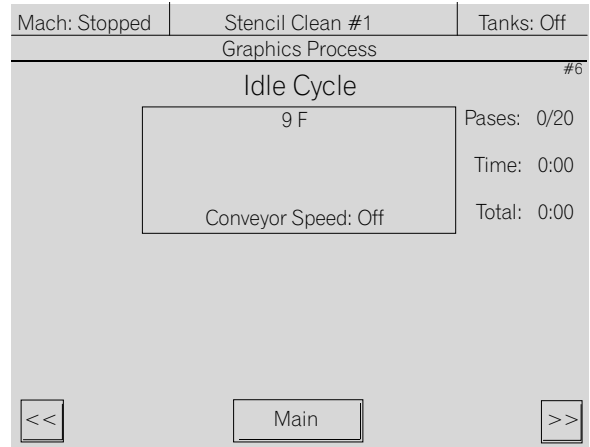 Mach: Stopped Stencil Clean #1 Tanks: Off
Graphics Process
#6
Idle Cycle
9 F Pases: 0/20
Time: 0:00
Conveyor Speed: Off Total: 0:00
<< Main >>